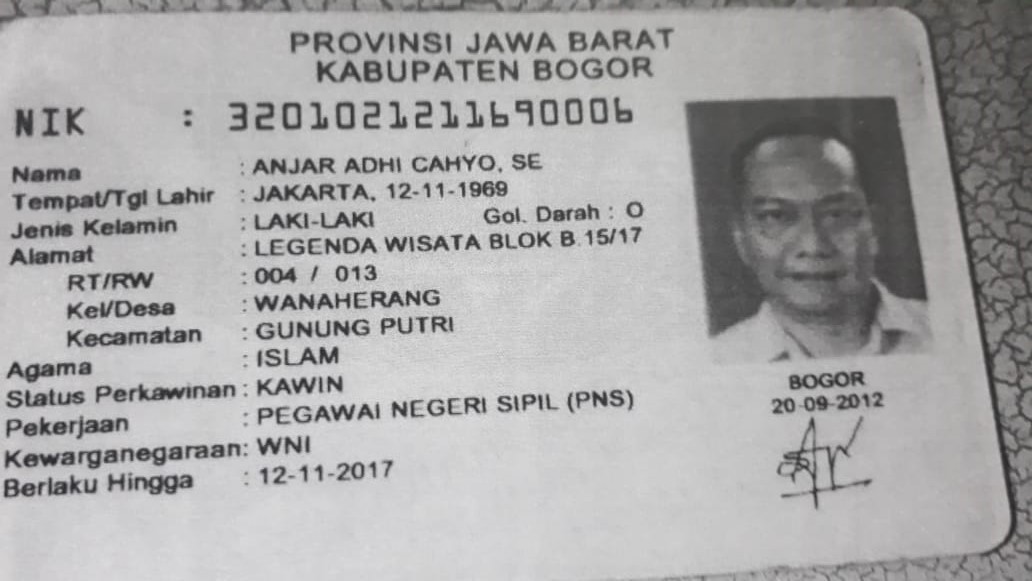 PROVINSI JAWA BARAT
KABUPATEN BOGOR
NIK : 3201021211690006
Nama : ANJAR ADHI CAHYO, SE
Tempat/Tgl Lahir : JAKARTA, 12-11-1969
Jenis Kelamin : LAKI-LAKI Gol. Darah : O
Alamat : LEGENDA WISATA BLOK B.15/17
RT/RW : 004 / 013
Kel/Desa : WANAHERANG
Kecamatan : GUNUNG PUTRI
Agama : ISLAM
Status Perkawinan : KAWIN
Pekerjaan : PEGAWAI NEGERI SIPIL (PNS)
Kewarganegaraan: WNI
Berlaku Hingga : 12-11-2017
BOGOR
20-09-2012